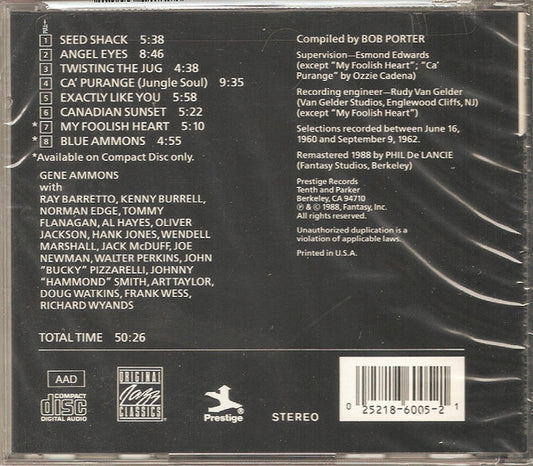 1 SEED SHACK 5:38
2 ANGEL EYES 8:46
3 TWISTING THE JUG 4:38
4 CA' PURANGE (Jungle Soul) 9:35
5 EXACTLY LIKE YOU 5:58
6 CANADIAN SUNSET 5:22
*7 MY FOOLISH HEART 5:10
*8 BLUE AMMONS 4:55
*Available on Compact Disc only.
GENE AMMONS
with
RAY BARRETTO, KENNY BURRELL,
NORMAN EDGE, TOMMY
FLANAGAN, AL HAYES, OLIVER
JACKSON, HANK JONES, WENDELL
MARSHALL, JACK McDUFF, JOE
NEWMAN, WALTER PERKINS, JOHN
"BUCKY" PIZZARELLI, JOHNNY
"HAMMOND" SMITH, ART TAYLOR,
DOUG WATKINS, FRANK WESS,
RICHARD WYANDS
TOTAL TIME 50:26
Compiled by BOB PORTER
Supervision—Esmond Edwards
(except "My Foolish Heart"; "Ca'
Purange" by Ozzie Cadena)
Recording engineer—Rudy Van Gelder
(Van Gelder Studios, Englewood Cliffs, NJ)
(except "My Foolish Heart")
Selections recorded between June 16,
1960 and September 9, 1962.
Remastered 1988 by PHIL De LANCIE
(Fantasy Studios, Berkeley)
Prestige Records
Tenth and Parker
Berkeley, CA 94710
℗ & © 1988, Fantasy, Inc.
All rights reserved.
Unauthorized duplication is a
violation of applicable laws.
Printed in U.S.A.
AAD
COMPACT
disc
DIGITAL AUDIO
ORIGINAL
Jazz
CLASSICS
Prestige
STEREO
0 25218-6005-2 1